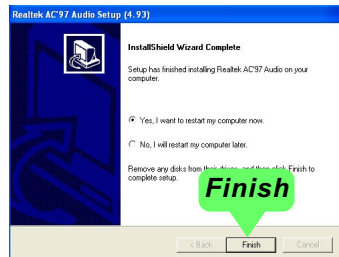 Realtek AC'97 Audio Setup (4.93)
InstallShield Wizard Complete
Setup has finished installing Realtek AC'97 Audio on your
computer.
Yes, I want to restart my computer now.
No, I will restart my computer later.
Remove any disks from their drives, and then click Finish to
complete setup.
Finish
< Back Finish Cancel